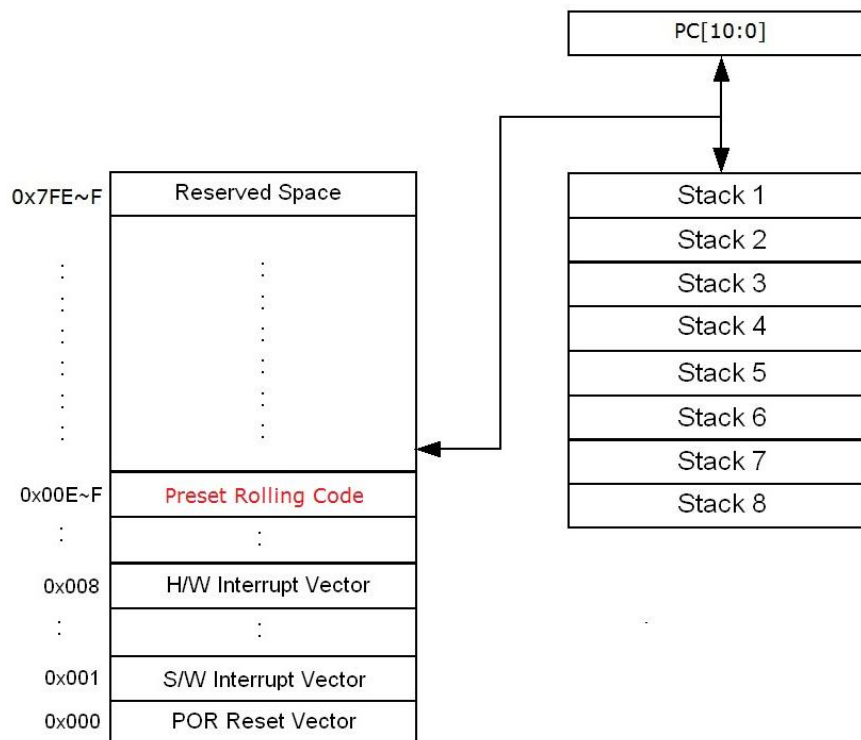 PC[10:0]
0x7FE~F Reserved Space
Stack 1
Stack 2
Stack 3
Stack 4
Stack 5
Stack 6
Stack 7
Stack 8
0x00E~F Preset Rolling Code
0x008 H/W Interrupt Vector
0x001 S/W Interrupt Vector
0x000 POR Reset Vector